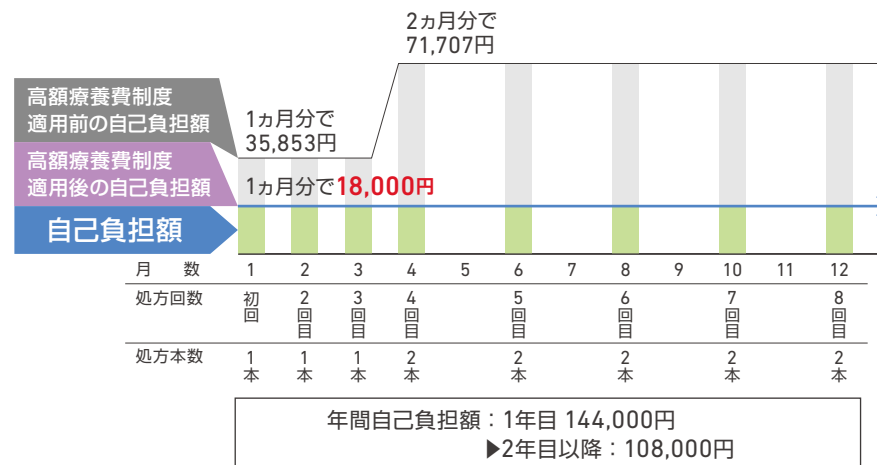 2ヵ月分で
71,707円
高額療養費制度
適用前の自己負担額
1ヵ月分で
35,853円
高額療養費制度
適用後の自己負担額
1ヵ月分で18,000円
自己負担額
月 数 1 2 3 4 5 6 7 8 9 10 11 12
処方回数 初回 2回目 3回目 4回目 5回目 6回目 7回目 8回目
処方本数 1本 1本 1本 2本 2本 2本 2本 2本
年間自己負担額：1年目 144,000円
▶2年目以降：108,000円